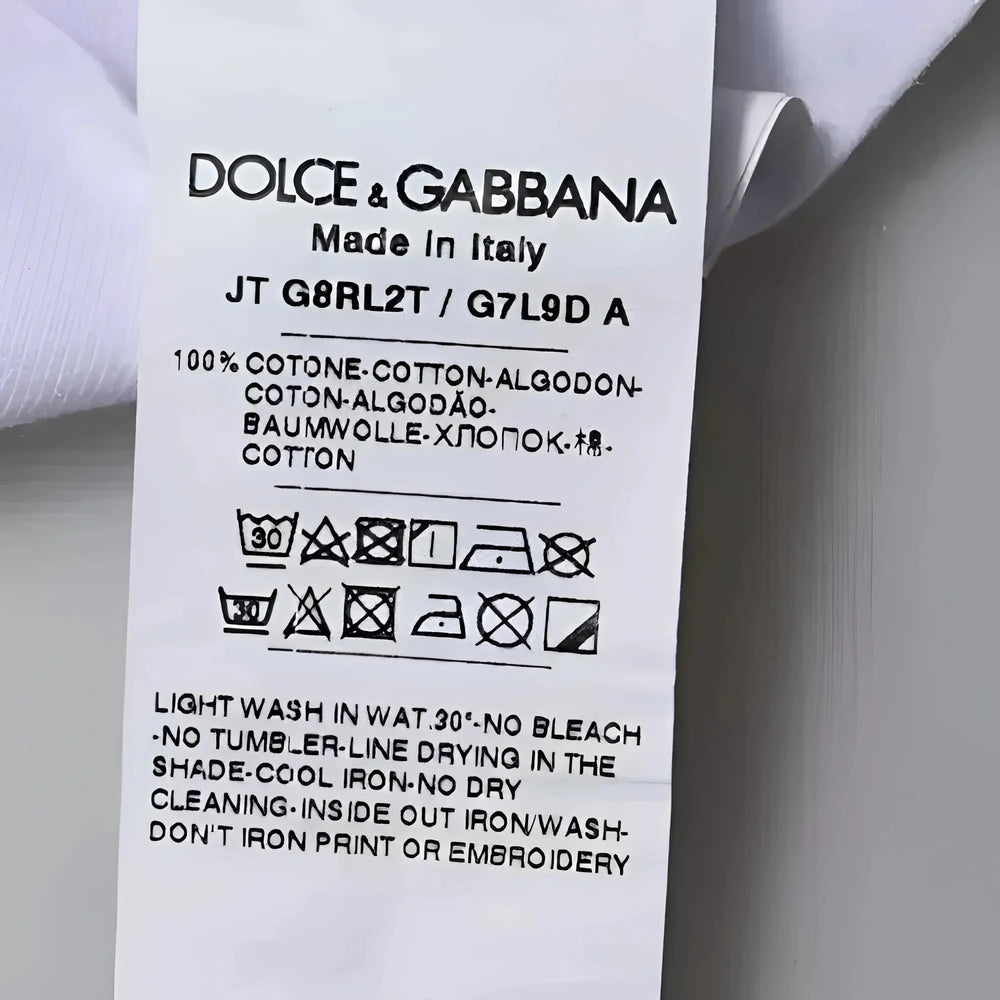 DOLCE & GABBANA
Made in Italy
JT G8RL2T / G7L9D A
100% COTONE-COTTON-ALGODON-
COTON-ALGODÃO-
BAUMWOLLE-ХЛОПОК-棉-
COTTON
30
30
LIGHT WASH IN WAT.30°-NO BLEACH
-NO TUMBLER-LINE DRYING IN THE
SHADE-COOL IRON-NO DRY
CLEANING-INSIDE OUT IRON/WASH-
DON'T IRON PRINT OR EMBROIDERY